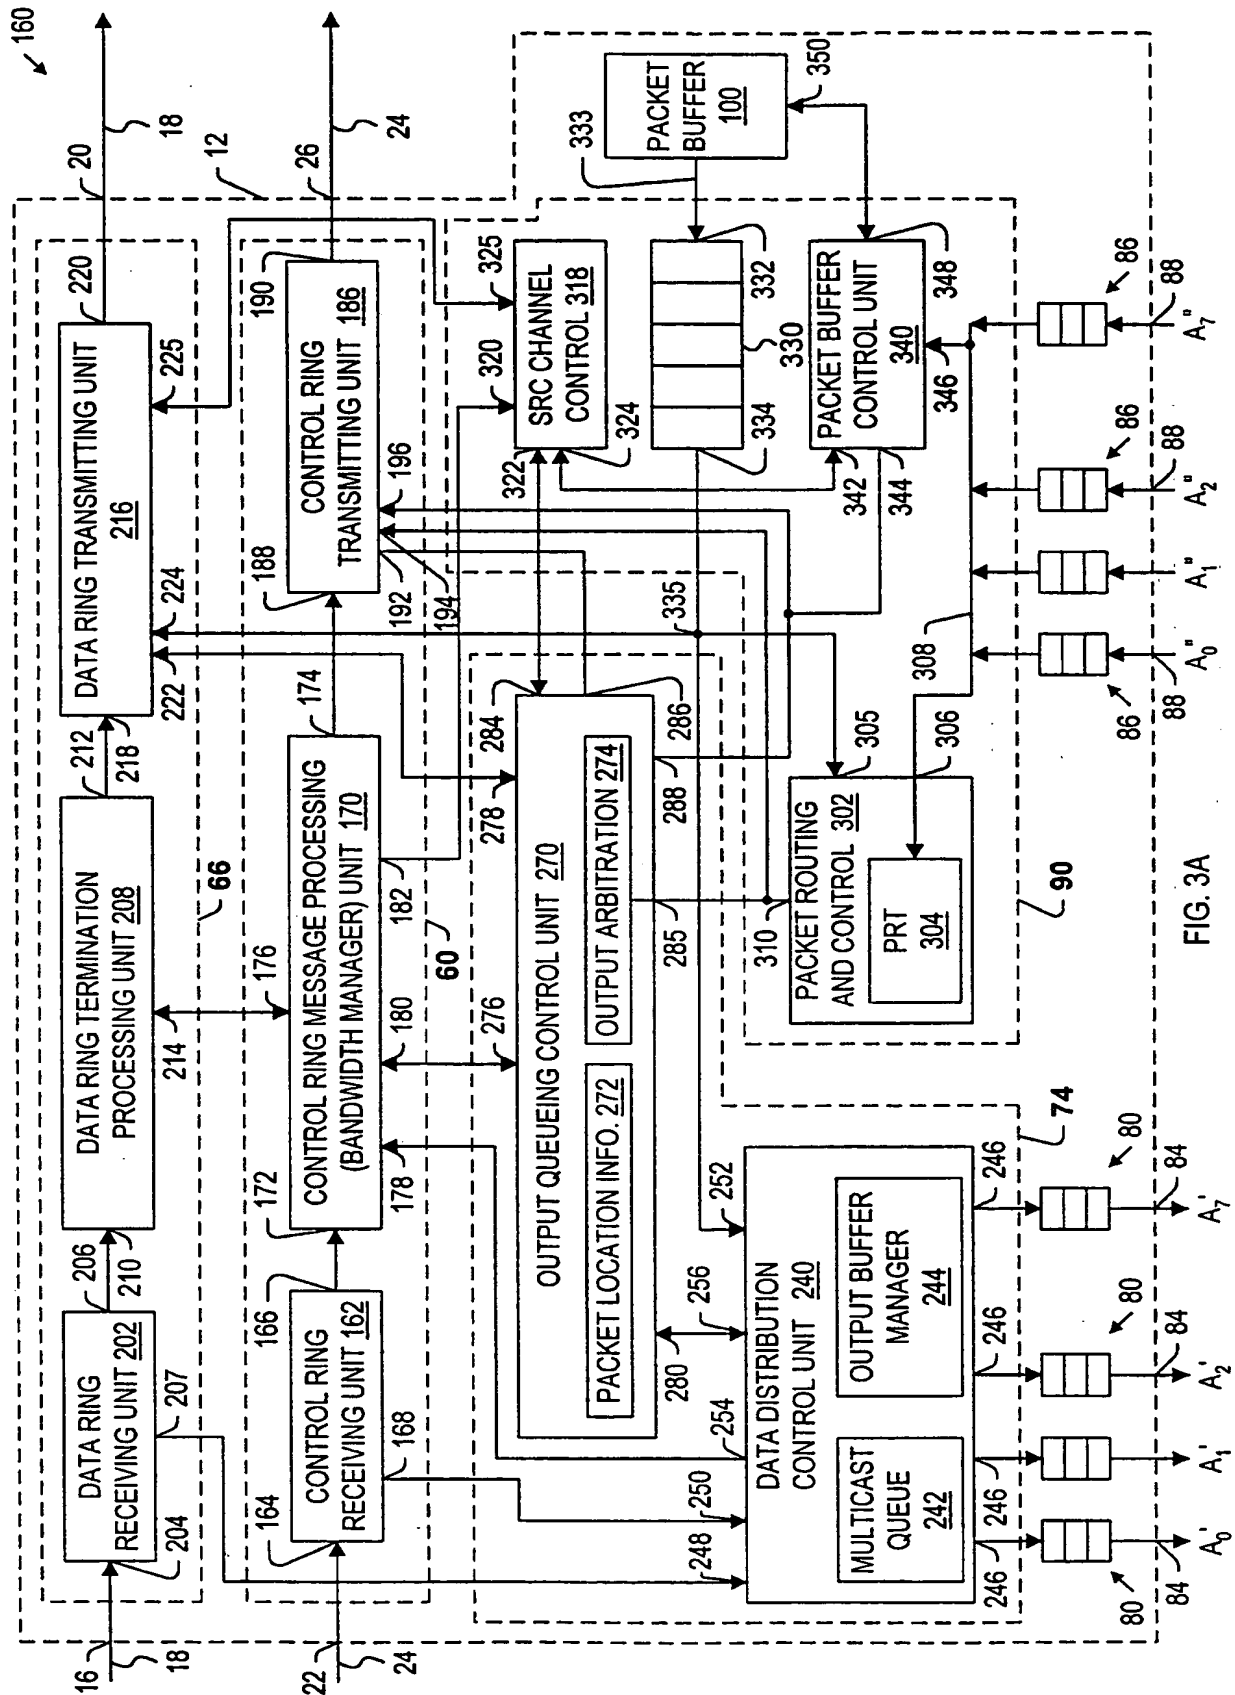 160
16
18
204
DATA RING
RECEIVING UNIT 202
206
207
210
DATA RING TERMINATION
PROCESSING UNIT 208
212
214
218
DATA RING TRANSMITTING UNIT
216
220
222
224
225
20
18
66
22
24
164
CONTROL RING
RECEIVING UNIT 162
166
168
172
CONTROL RING MESSAGE PROCESSING
(BANDWIDTH MANAGER) UNIT 170
174
176
178
180
182
188
CONTROL RING
TRANSMITTING UNIT 186
190
192
194
196
26
24
12
60
OUTPUT QUEUEING CONTROL UNIT 270
PACKET LOCATION INFO. 272
OUTPUT ARBITRATION 274
276
278
280
284
285
286
288
SRC CHANNEL
CONTROL 318
320
322
324
325
330
332
333
334
335
PACKET
BUFFER
100
350
PACKET BUFFER
CONTROL UNIT
340
342
344
346
348
PACKET ROUTING
AND CONTROL 302
PRT
304
305
306
308
310
90
DATA DISTRIBUTION
CONTROL UNIT 240
MULTICAST
QUEUE
242
OUTPUT BUFFER
MANAGER
244
246
246
246
246
248
250
252
254
256
74
80
80
80
84
84
84
A0'
A1'
A2'
A7'
86
86
86
88
88
88
A0"
A1"
A2"
A7"
FIG. 3A